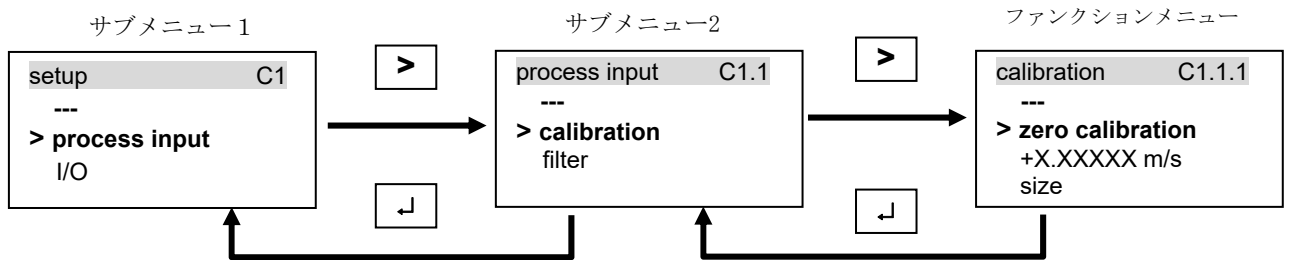 サブメニュー１
setup C1
---
> process input
I/O
>
↵
サブメニュー2
process input C1.1
---
> calibration
filter
>
↵
ファンクションメニュー
calibration C1.1.1
---
> zero calibration
+X.XXXXX m/s
size